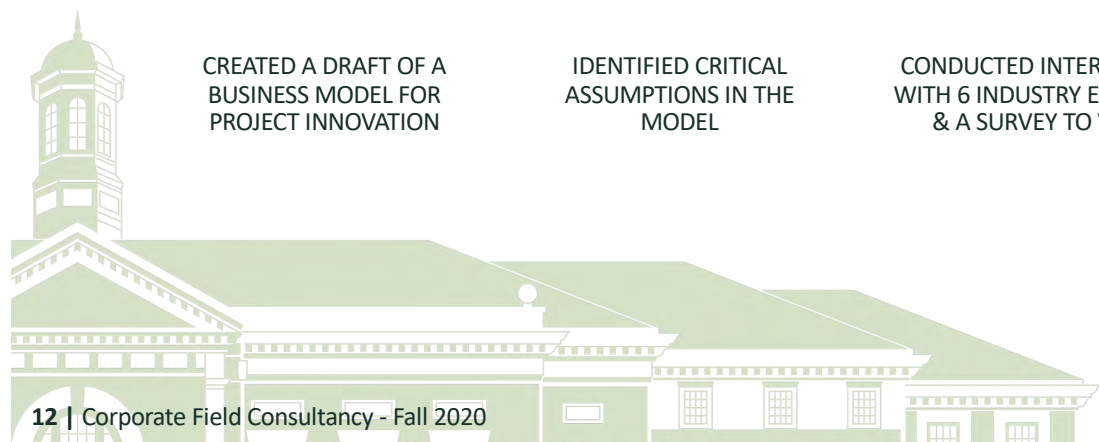 CREATED A DRAFT OF A
BUSINESS MODEL FOR
PROJECT INNOVATION
IDENTIFIED CRITICAL
ASSUMPTIONS IN THE
MODEL
CONDUCTED
WITH 6 INDUSTRY
& A SURVEY TO
12 | Corporate Field Consultancy - Fall 2020